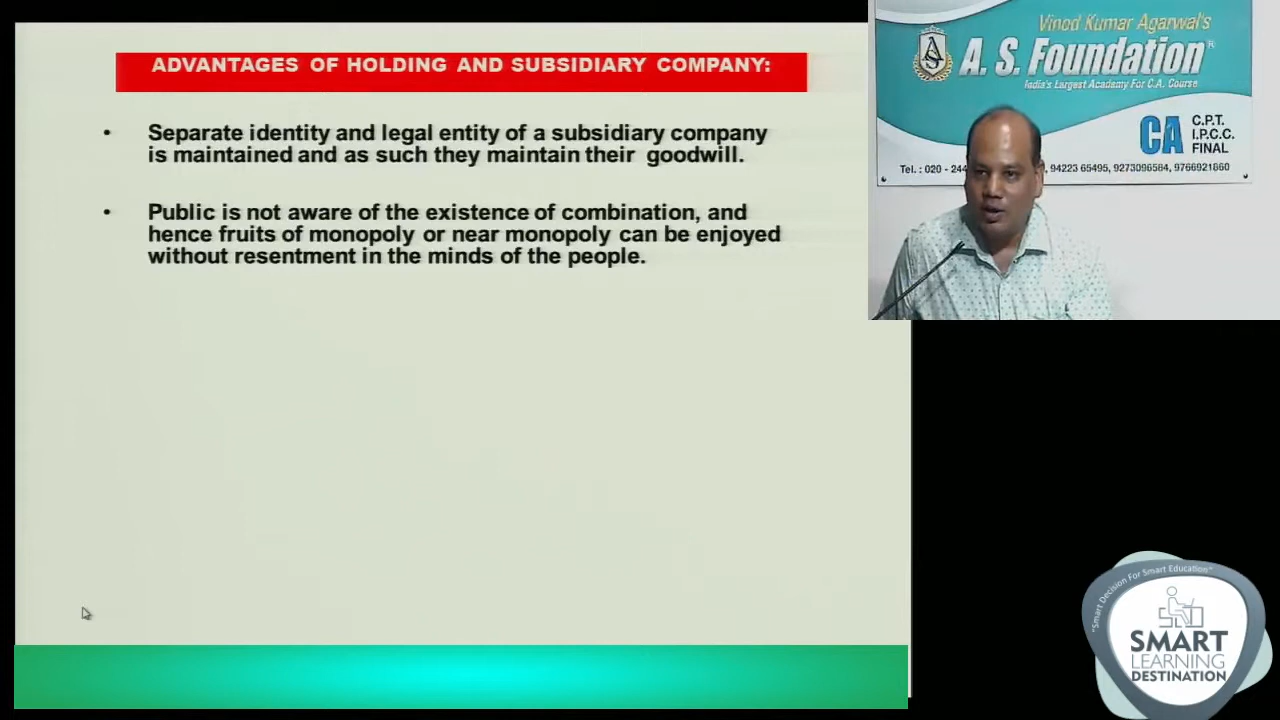 ADVANTAGES OF HOLDING AND SUBSIDIARY COMPANY:
• Separate identity and legal entity of a subsidiary company
is maintained and as such they maintain their goodwill.
• Public is not aware of the existence of combination, and
hence fruits of monopoly or near monopoly can be enjoyed
without resentment in the minds of the people.
Vinod Kumar Agarwal's
A. S. Foundation®
India's Largest Academy For C.A. Course
CA
C.P.T.
I.P.C.C.
FINAL
Tel. : 020 - 244 , 94223 65495, 9273096584, 9766921860
"Smart Decision For Smart Education"
SMART
LEARNING
DESTINATION